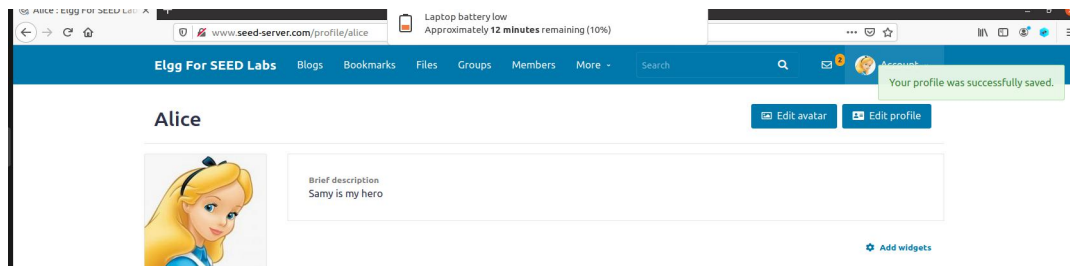 Alice : Elgg For SEED Lab
Laptop battery low
Approximately 12 minutes remaining (10%)
www.seed-server.com/profile/alice
Elgg For SEED Labs Blogs Bookmarks Files Groups Members More Search 2 Account
Your profile was successfully saved.
Alice
Edit avatar Edit profile
Brief description
Samy is my hero
Add widgets